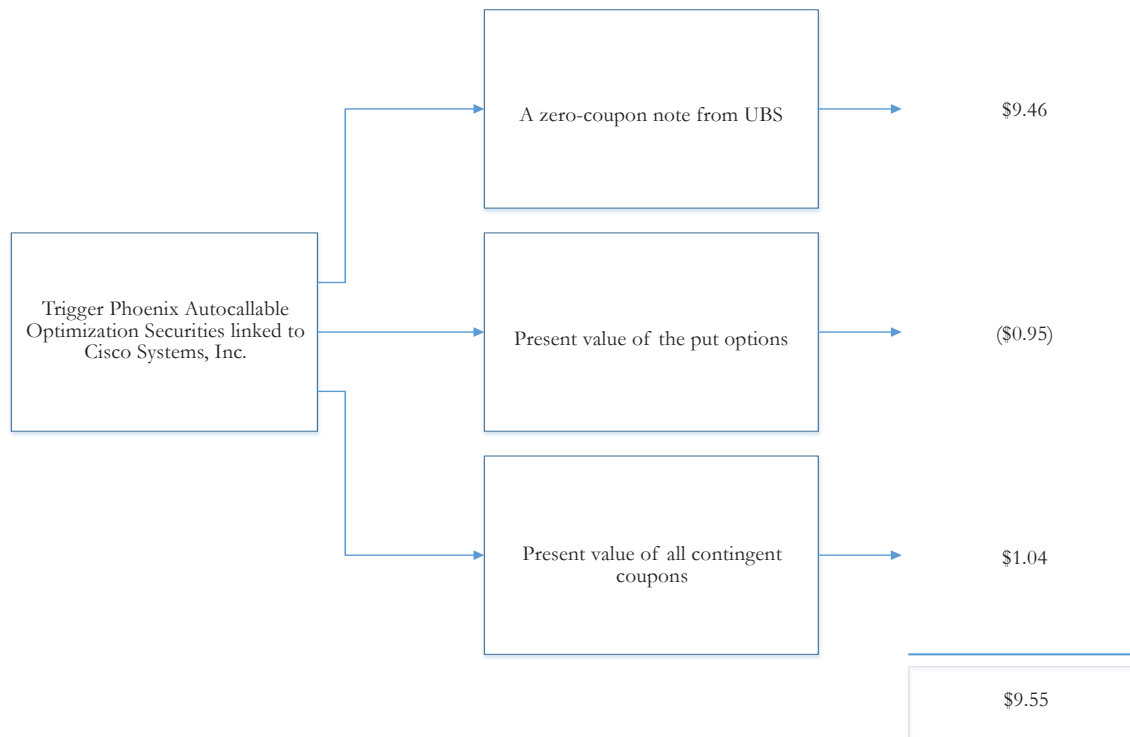 A zero-coupon note from UBS
$9.46
Trigger Phoenix Autocallable
Optimization Securities linked to
Cisco Systems, Inc.
Present value of the put options
($0.95)
Present value of all contingent
coupons
$1.04
$9.55